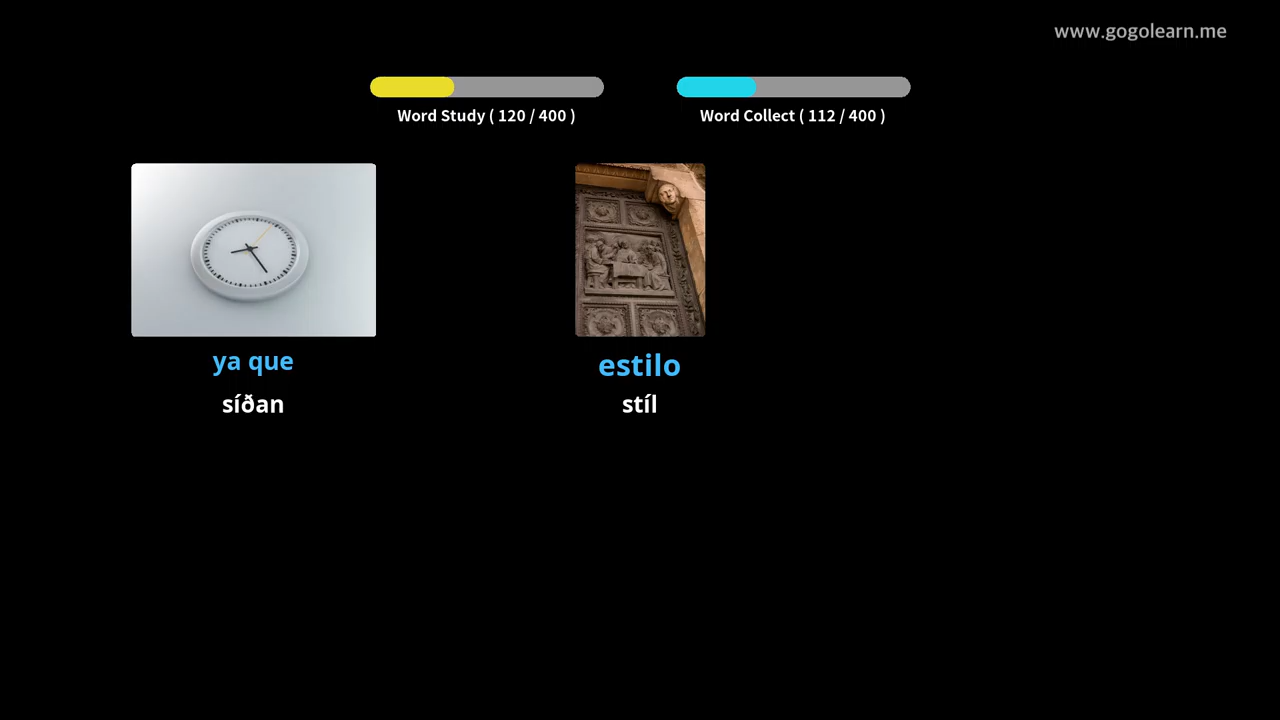 www.gogolearn.me
Word Study ( 120 / 400 )
Word Collect ( 112 / 400 )
ya que
síðan
estilo
stíl